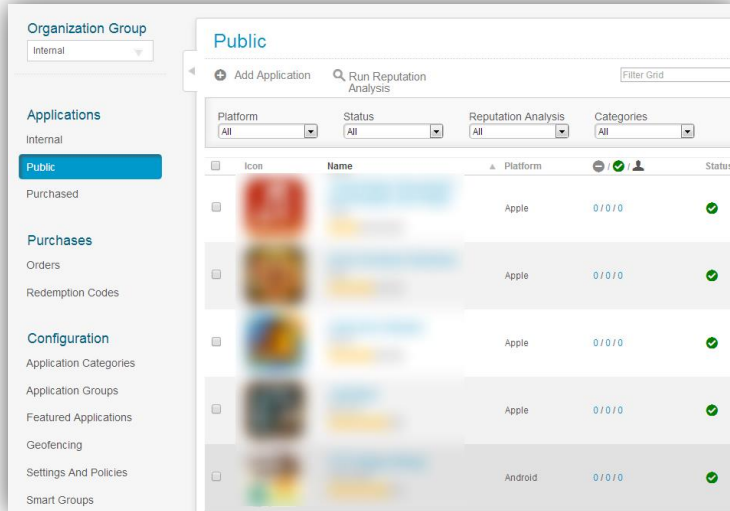 Organization Group
Internal
Applications
Internal
Public
Purchased
Purchases
Orders
Redemption Codes
Configuration
Application Categories
Application Groups
Featured Applications
Geofencing
Settings And Policies
Smart Groups
Public
Add Application
Run Reputation
Analysis
Filter Grid
Platform Status Reputation Analysis Categories
All All All All
Icon Name Platform / / Status
Apple 0 / 0 / 0
Apple 0 / 0 / 0
Apple 0 / 0 / 0
Apple 0 / 0 / 0
Android 0 / 0 / 0